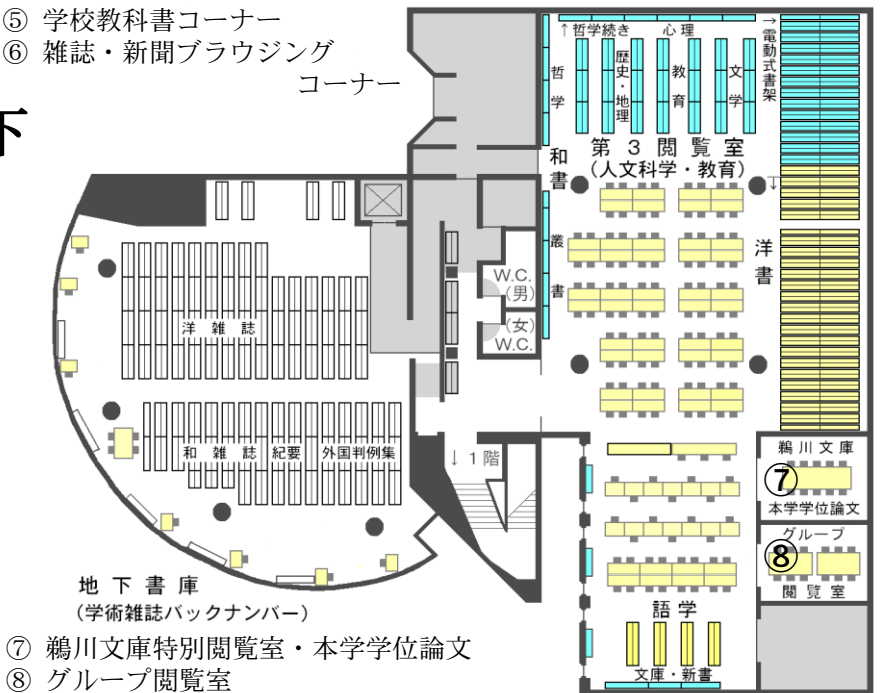 ⑤ 学校教科書コーナー
⑥ 雑誌・新聞ブラウジング
コーナー
下
↑哲学続き
心理
→電動式書架
哲学
歴史・地理
教育
文学
第3閲覧室
(人文科学・教育)
和書
叢書
洋書
W.C.
(男)
(女)
W.C.
洋雑誌
和雑誌
紀要
外国判例集
↓1階
鵜川文庫
⑦
本学学位論文
グループ
⑧
閲覧室
地下書庫
(学術雑誌バックナンバー)
語学
文庫・新書
⑦ 鵜川文庫特別閲覧室・本学学位論文
⑧ グループ閲覧室